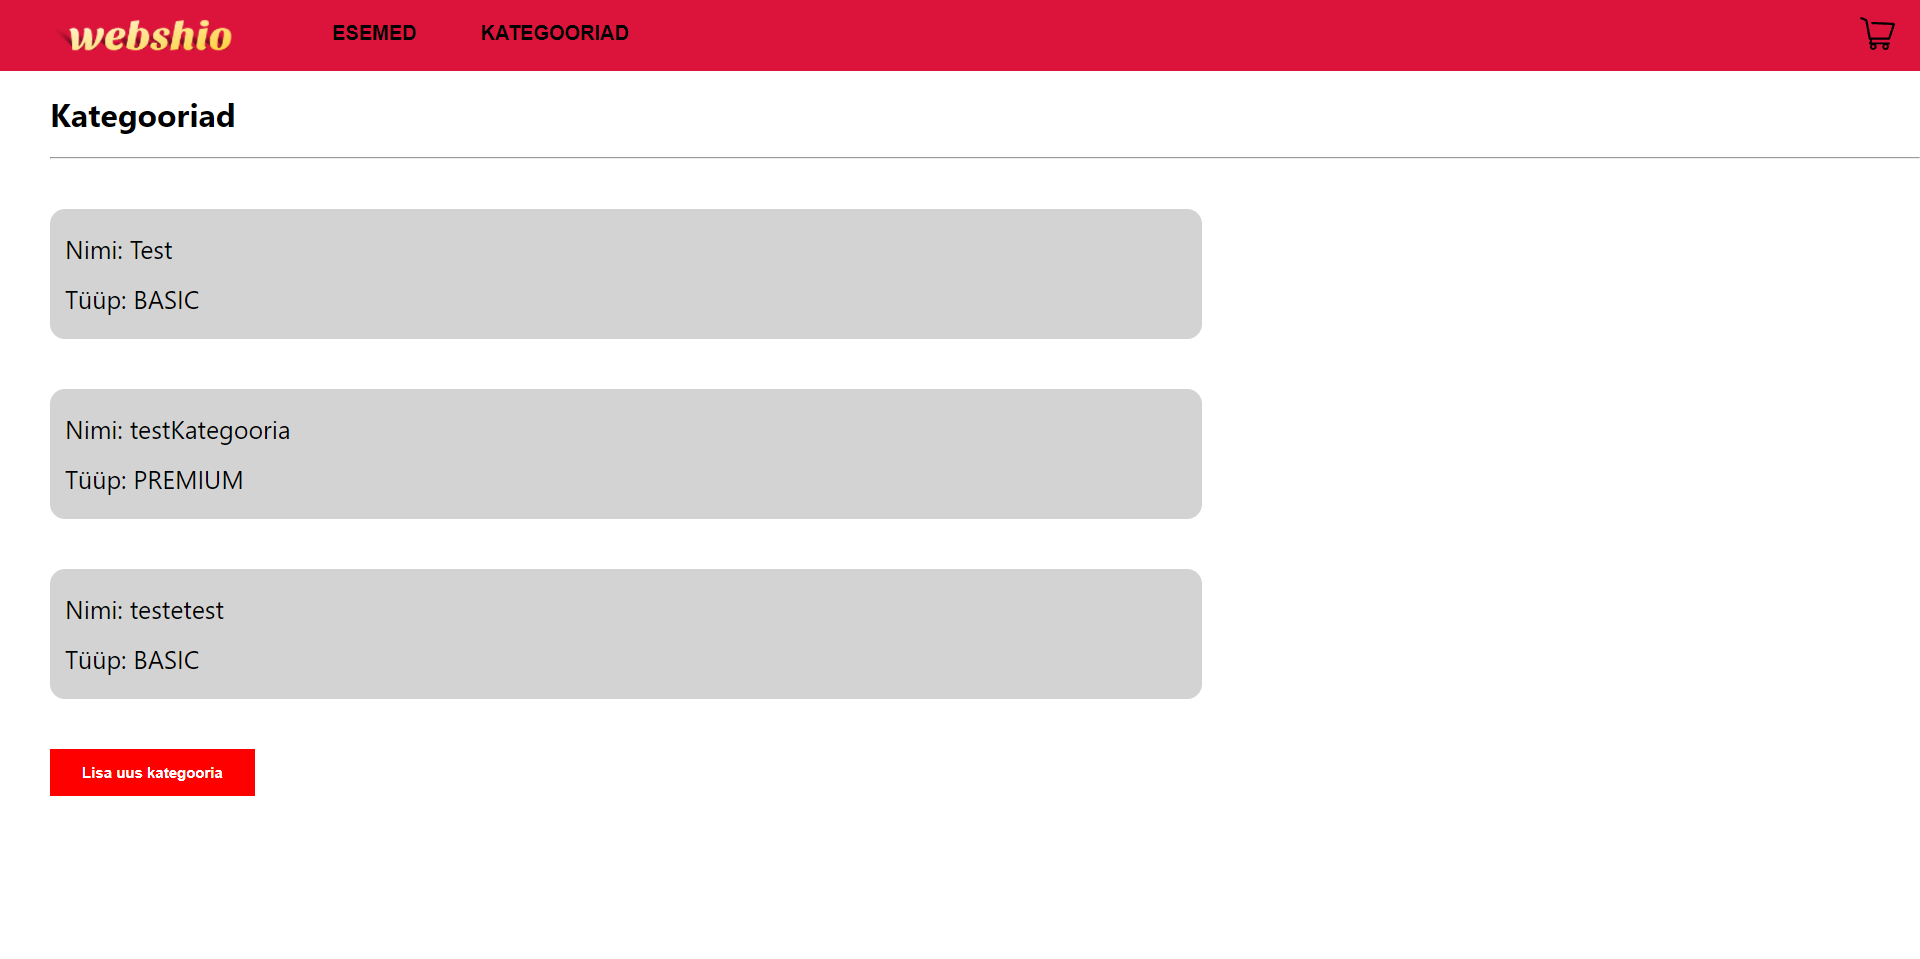 webshio
ESEMED
KATEGOORIAD
Kategooriad
Nimi: Test
Tüüp: BASIC
Nimi: testKategooria
Tüüp: PREMIUM
Nimi: testetest
Tüüp: BASIC
Lisa uus kategooria